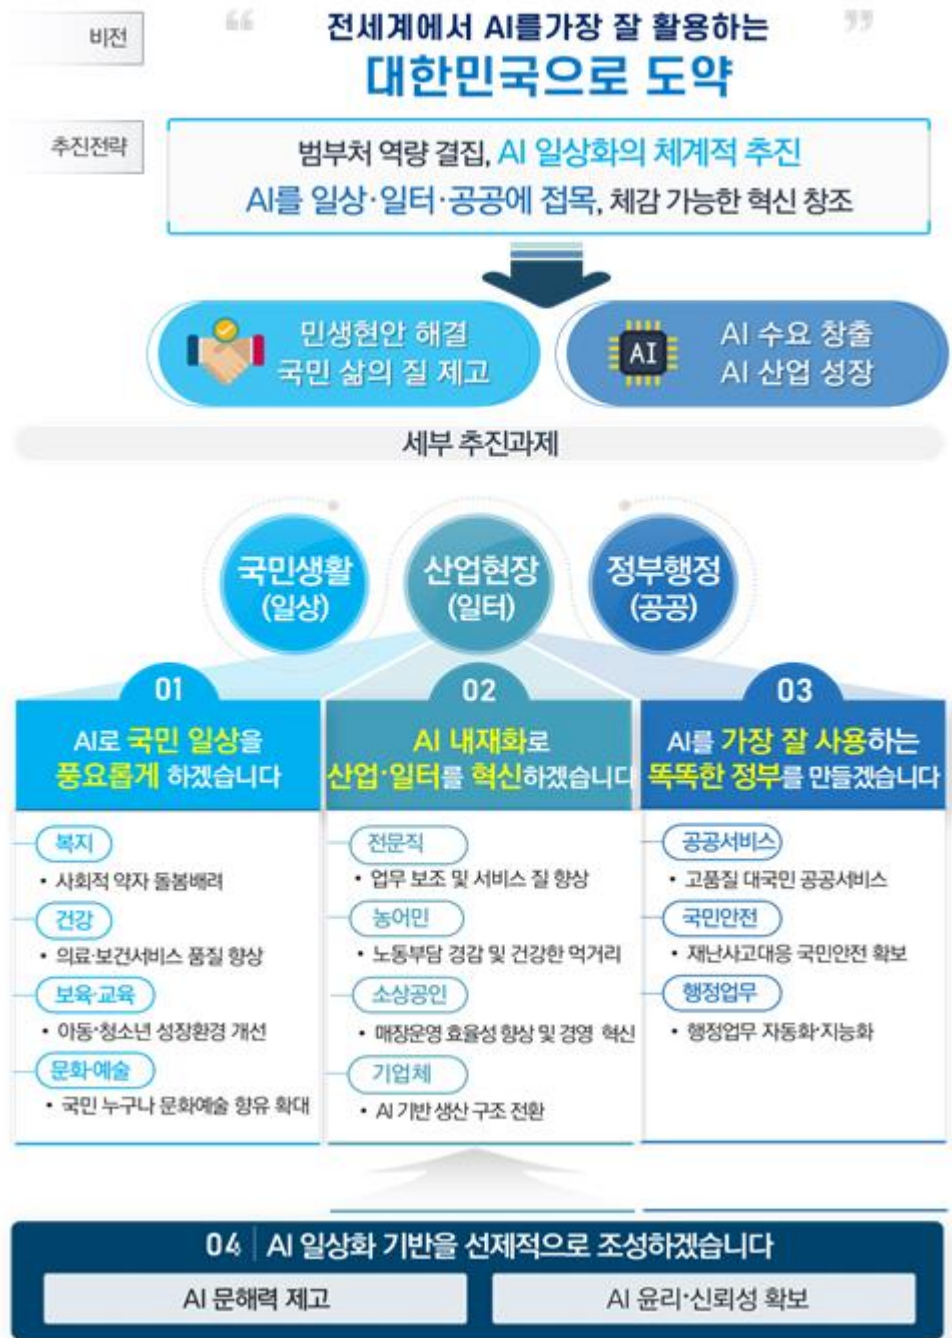 비전
“ 전세계에서 AI를가장 잘 활용하는 ”
대한민국으로 도약
추진전략
범부처 역량 결집, AI 일상화의 체계적 추진
AI를 일상·일터·공공에 접목, 체감 가능한 혁신 창조
민생현안 해결
국민 삶의 질 제고
AI
AI 수요 창출
AI 산업 성장
세부 추진과제
국민생활
(일상)
산업현장
(일터)
정부행정
(공공)
01
AI로 국민 일상을
풍요롭게 하겠습니다
복지
• 사회적 약자 돌봄배려
건강
• 의료·보건서비스 품질 향상
보육·교육
• 아동·청소년 성장환경 개선
문화·예술
• 국민 누구나 문화예술 향유 확대
02
AI 내재화로
산업·일터를 혁신하겠습니다
전문직
• 업무 보조 및 서비스 질 향상
농어민
• 노동부담 경감 및 건강한 먹거리
소상공인
• 매장운영 효율성 향상 및 경영 혁신
기업체
• AI 기반 생산 구조 전환
03
AI를 가장 잘 사용하는
똑똑한 정부를 만들겠습니다
공공서비스
• 고품질 대국민 공공서비스
국민안전
• 재난사고대응 국민안전 확보
행정업무
• 행정업무 자동화·지능화
04 | AI 일상화 기반을 선제적으로 조성하겠습니다
AI 문해력 제고
AI 윤리·신뢰성 확보